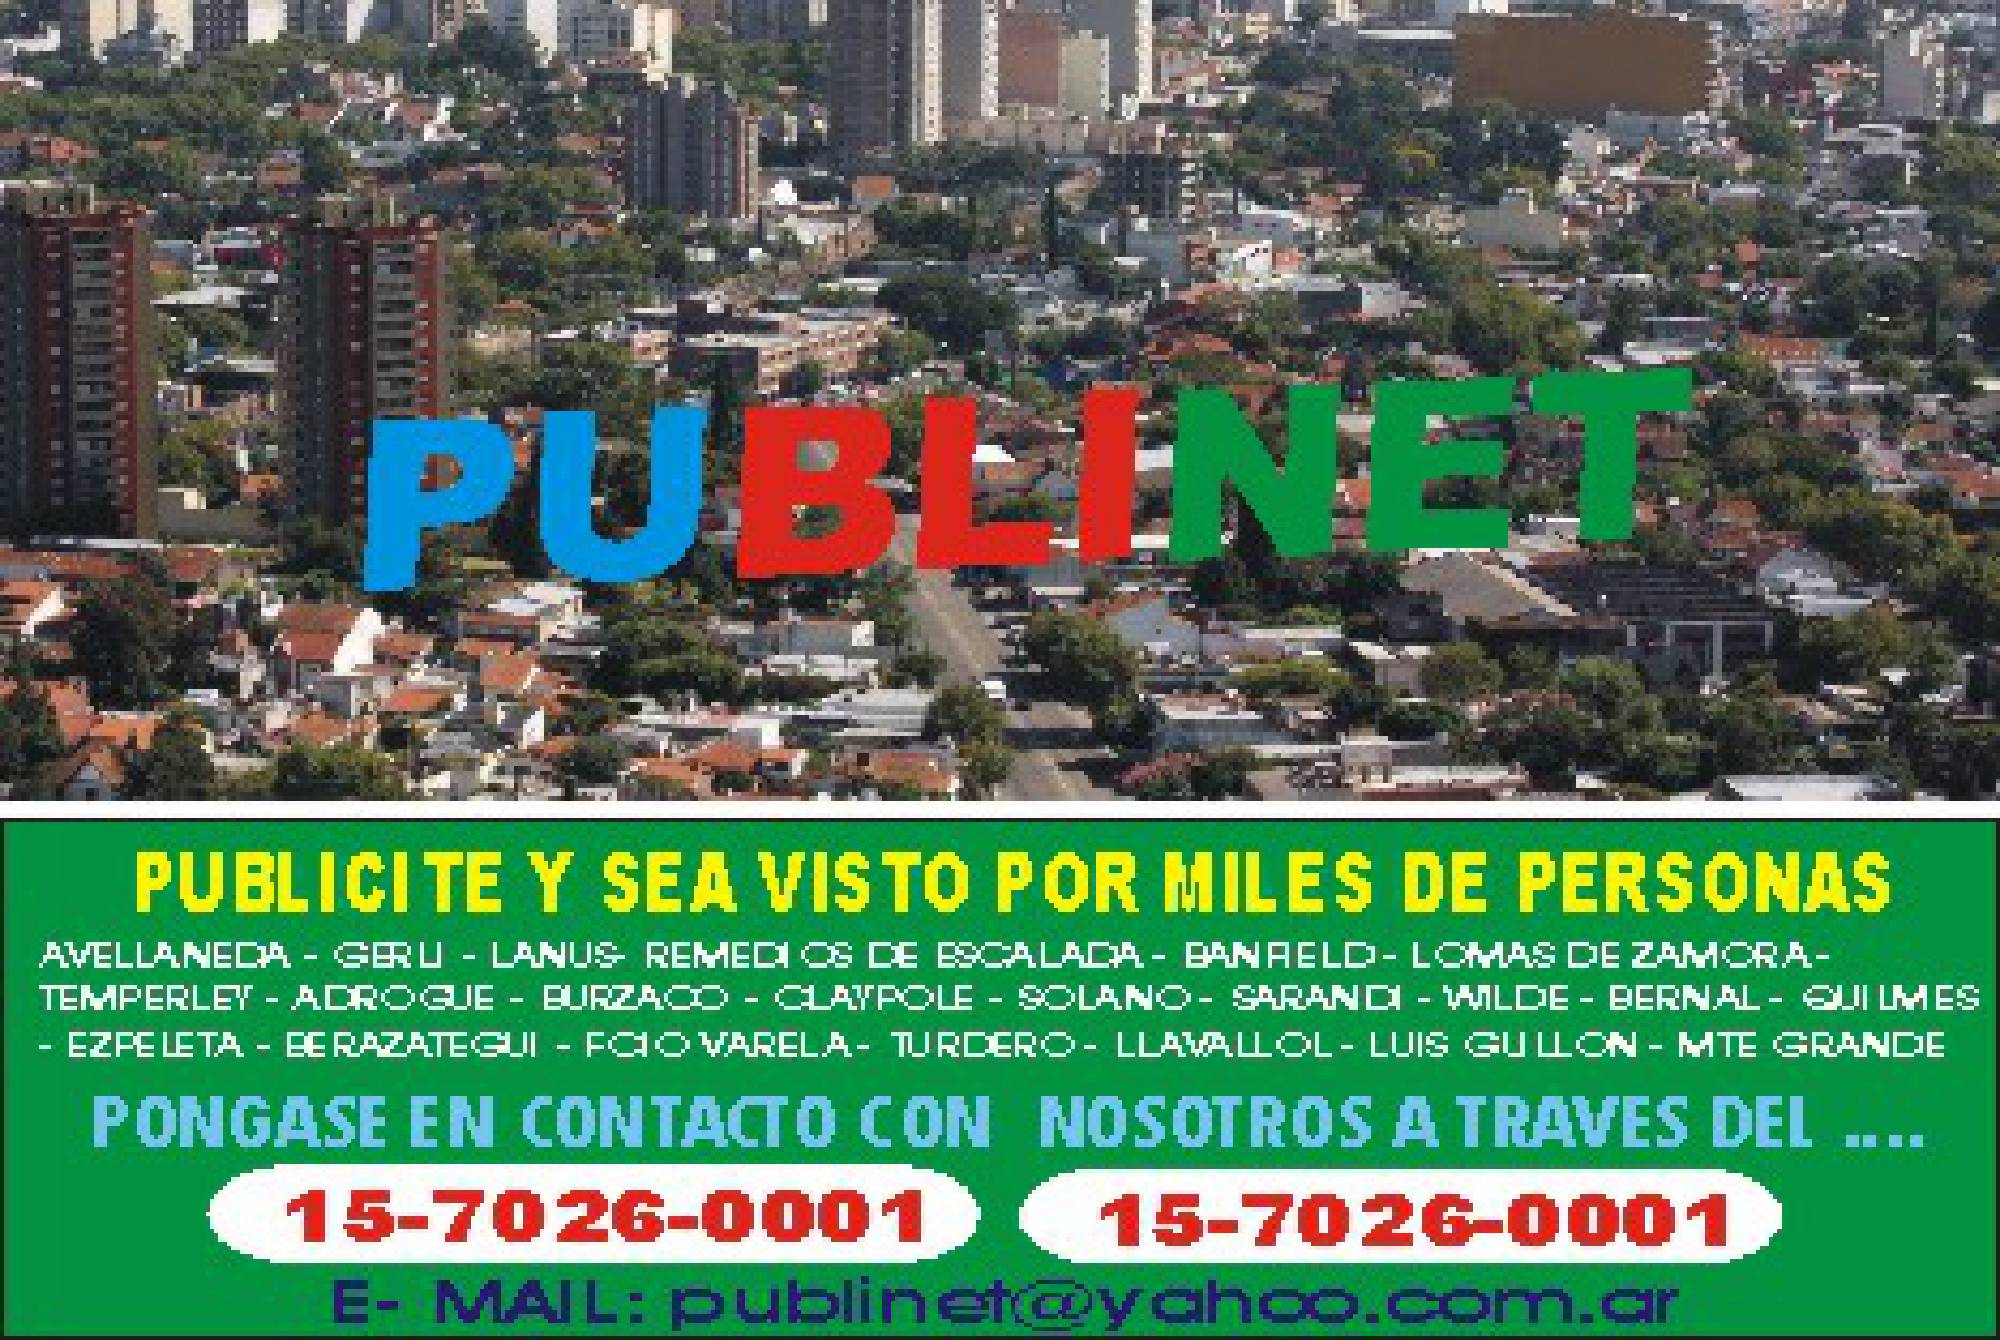 PUBLINET
PUBLICITE Y SEA VISTO POR MILES DE PERSONAS
AVELLANEDA - GERLI - LANUS- REMEDIOS DE ESCALADA - BANFIELD - LOMAS DE ZAMORA -
TEMPERLEY - ADROGUE - BURZACO - CLAYPOLE - SOLANO - SARANDI - WILDE - BERNAL - QUILMES
- EZPELETA - BERAZATEGUI - FCIO VARELA - TURDERO - LLAVALLOL - LUIS GUILLON - MTE GRANDE
PONGASE EN CONTACTO CON NOSOTROS A TRAVES DEL ....
15-7026-0001 15-7026-0001
E- MAIL: publinet@yahoo.com.ar